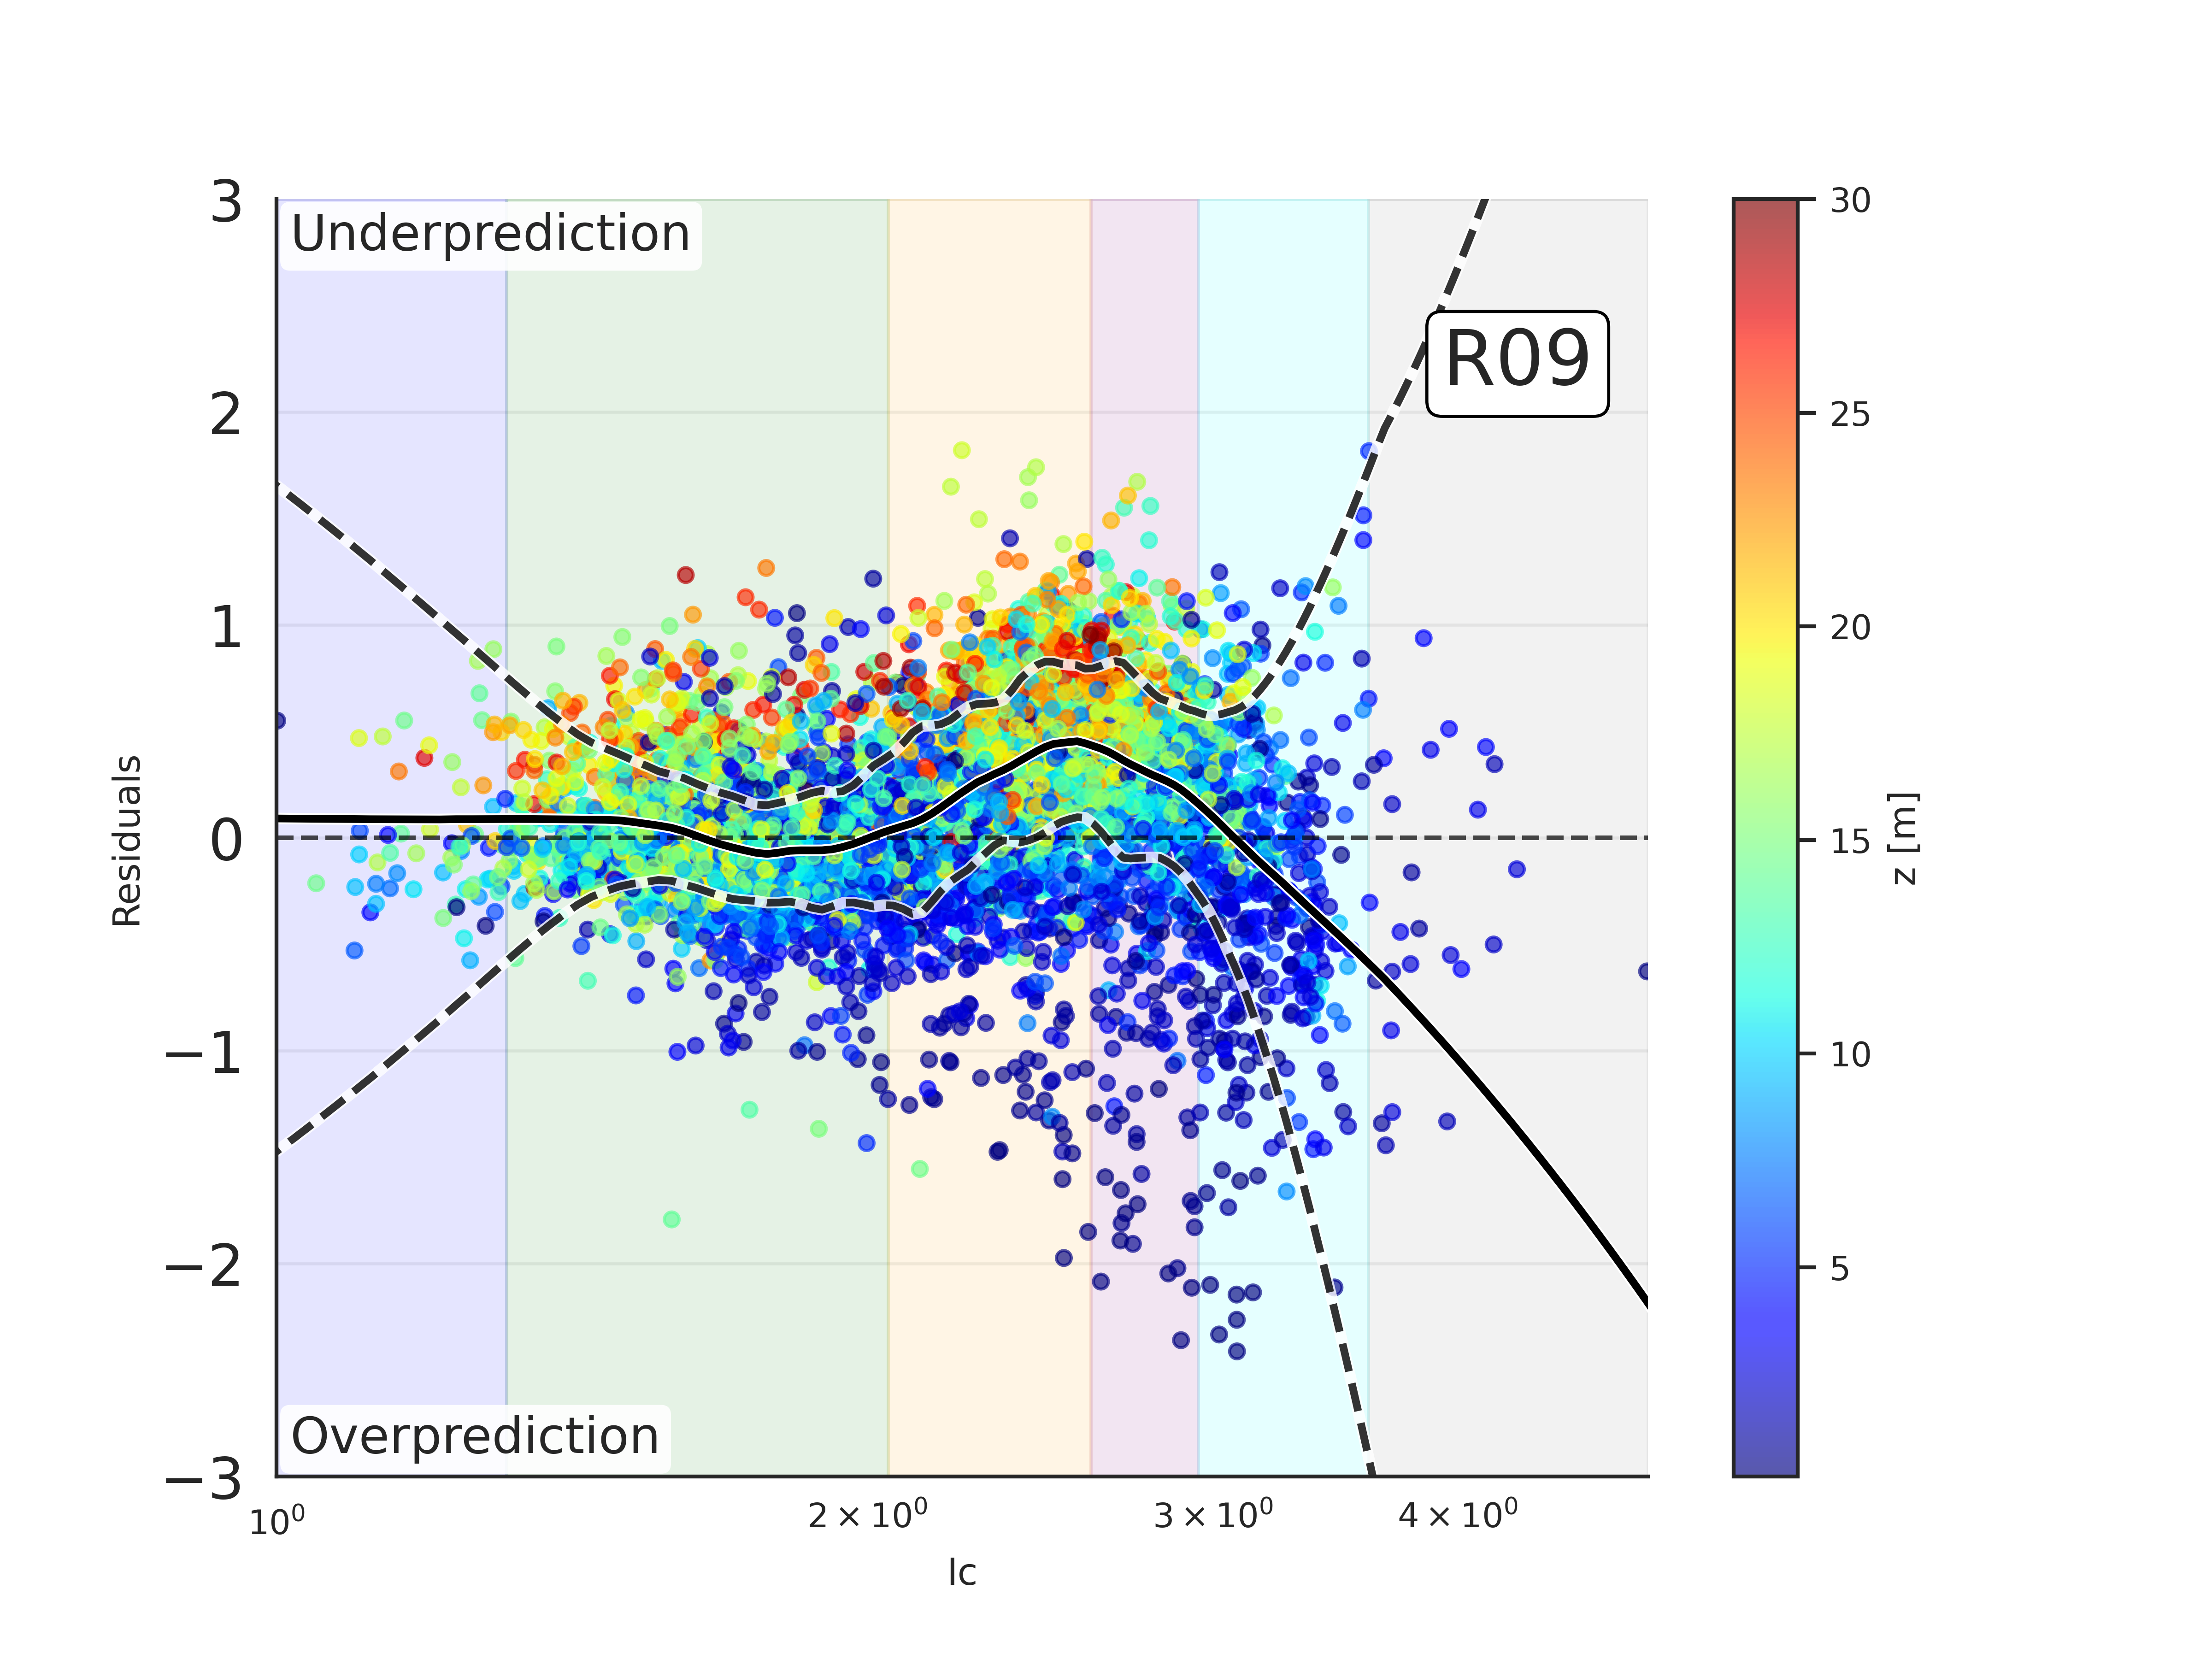 3
2
1
0
−1
−2
−3
Residuals
Underprediction
R09
Overprediction
10⁰
2 × 10⁰
3 × 10⁰
4 × 10⁰
Ic
30
25
20
15
10
5
z [m]